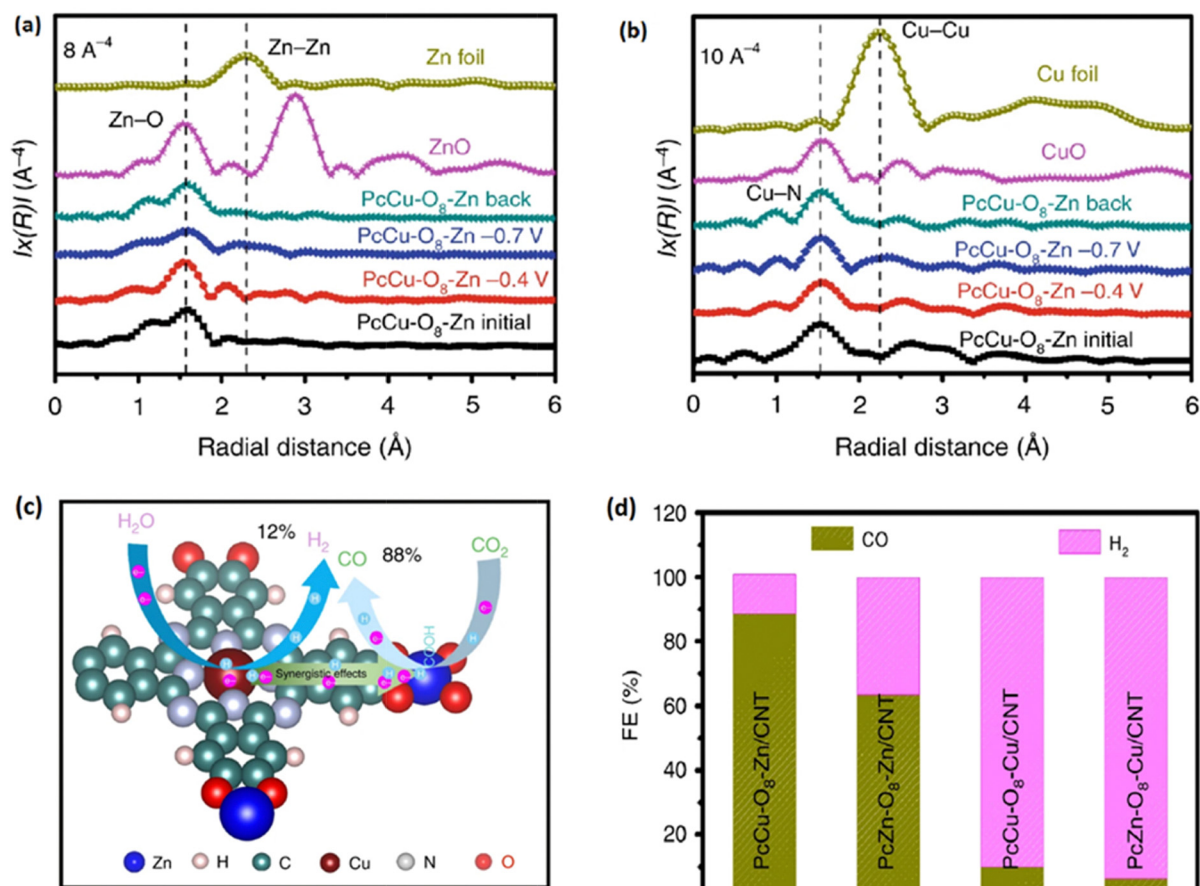 (a)
8 A⁻⁴
Zn–Zn
Zn foil
Zn–O
ZnO
PcCu-O₈-Zn back
PcCu-O₈-Zn –0.7 V
PcCu-O₈-Zn –0.4 V
PcCu-O₈-Zn initial
Ix(R)I (A⁻⁴)
0 1 2 3 4 5 6
Radial distance (Å)
(b)
10 A⁻⁴
Cu–Cu
Cu foil
CuO
Cu–N
PcCu-O₈-Zn back
PcCu-O₈-Zn –0.7 V
PcCu-O₈-Zn –0.4 V
PcCu-O₈-Zn initial
Ix(R)I (A⁻⁴)
0 1 2 3 4 5 6
Radial distance (Å)
(c)
H₂O
12%
H₂
CO
88%
CO₂
e–
e–
H
H
H
e–
e–
Synergistic effects
H
e–
H
e–
H
e–
H
COOH
H
e–
Zn H C Cu N O
(d)
120
100
80
60
40
20
FE (%)
CO
H₂
PcCu-O₈-Zn/CNT
PcZn-O₈-Zn/CNT
PcCu-O₈-Cu/CNT
PcZn-O₈-Cu/CNT